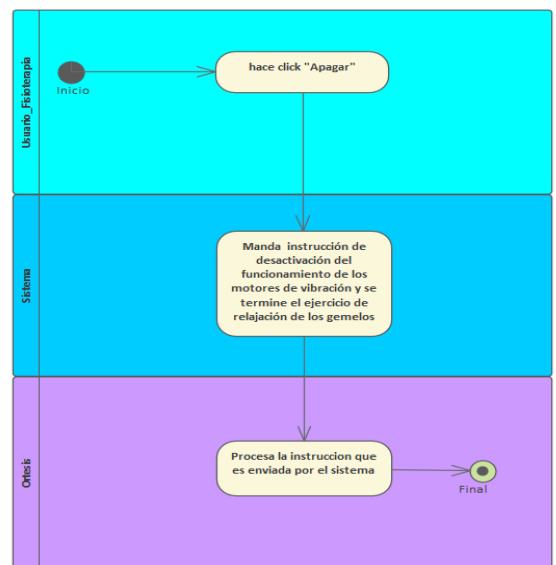 Usuario_Fisioterapia
hace click "Apagar"
Inicio
Sistema
Manda instrucción de
desactivación del
funcionamiento de los
motores de vibración y se
termine el ejercicio de
relajación de los gemelos
Ortesis
Procesa la instruccion que
es enviada por el sistema
Final